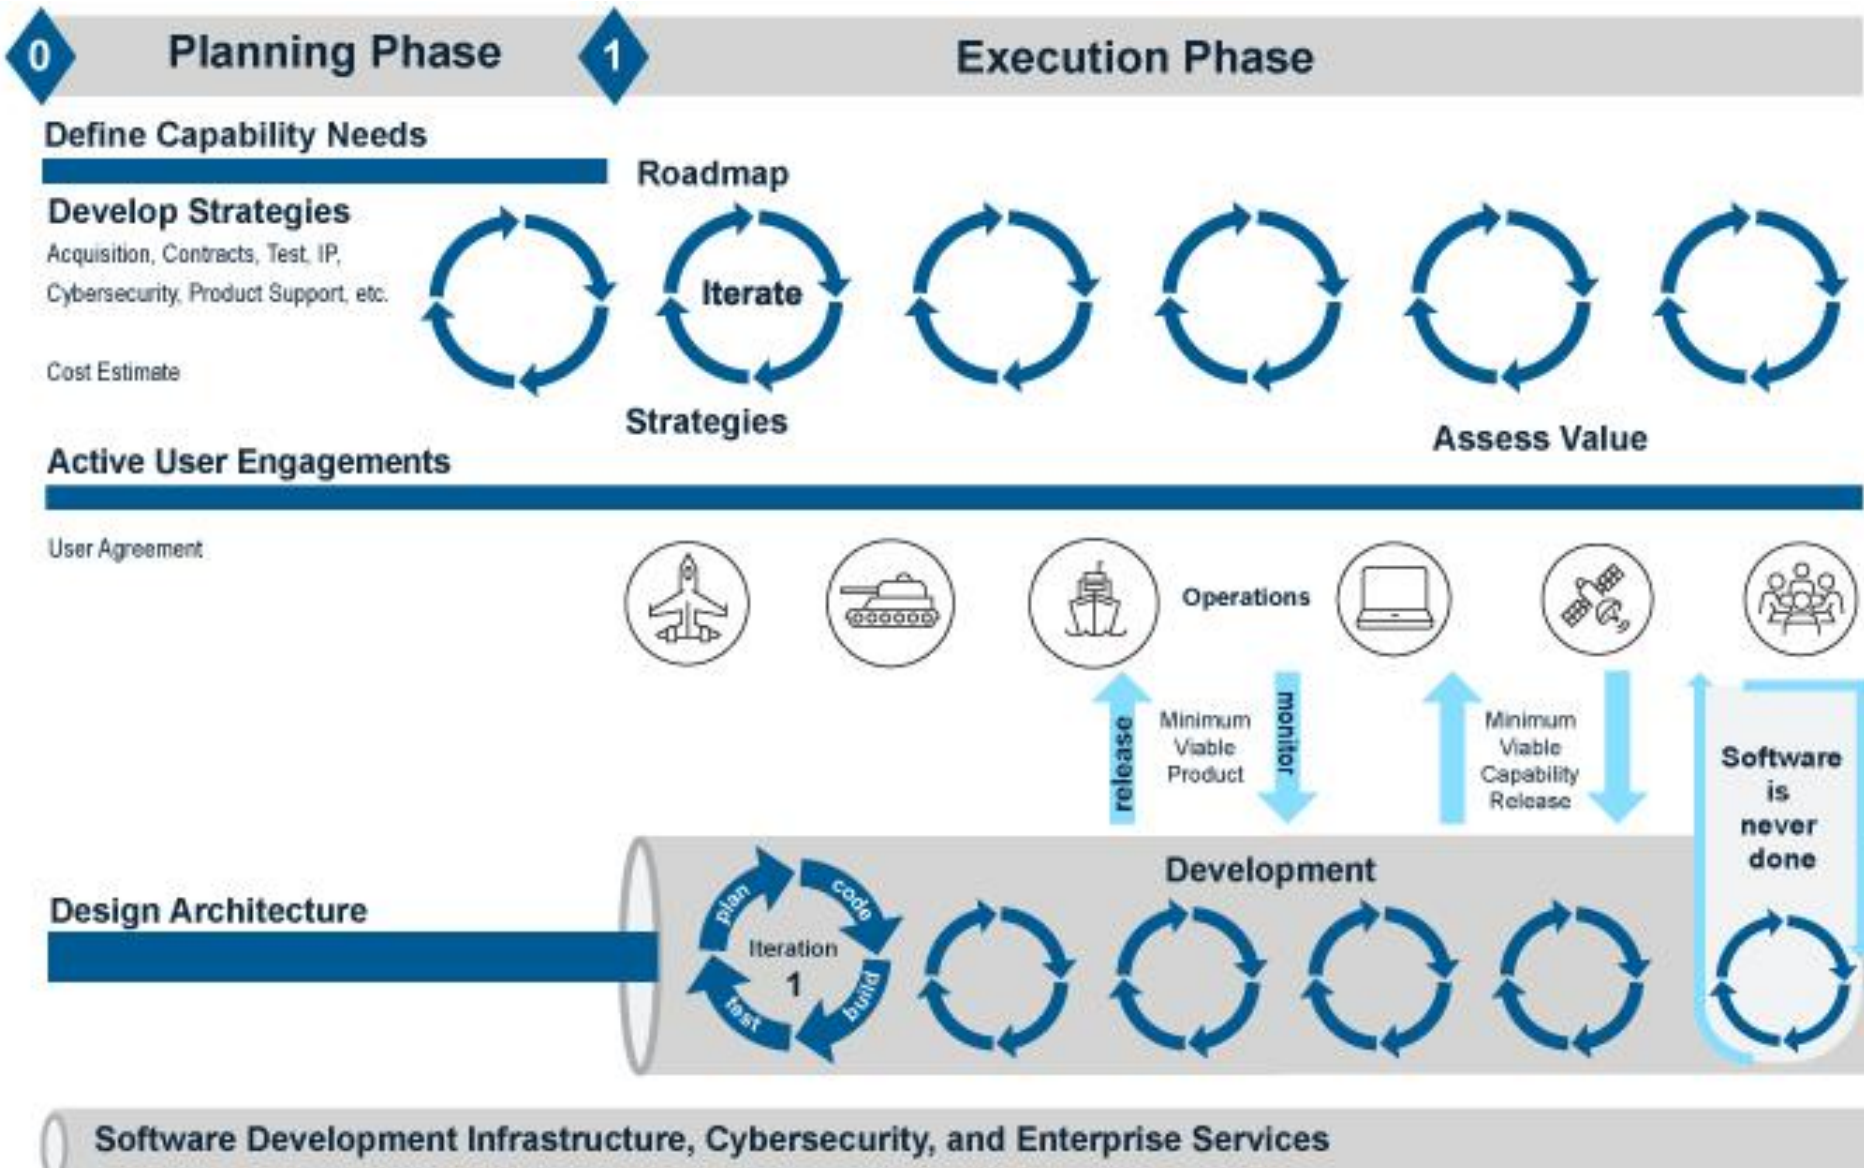 0
Planning Phase
1
Execution Phase
Define Capability Needs
Roadmap
Develop Strategies
Acquisition, Contracts, Test, IP,
Cybersecurity, Product Support, etc.
Iterate
Cost Estimate
Strategies
Assess Value
Active User Engagements
User Agreement
Operations
release
Minimum
Viable
Product
monitor
Minimum
Viable
Capability
Release
Software
is
never
done
Development
Design Architecture
plan
code
build
test
Iteration
1
Software Development Infrastructure, Cybersecurity, and Enterprise Services